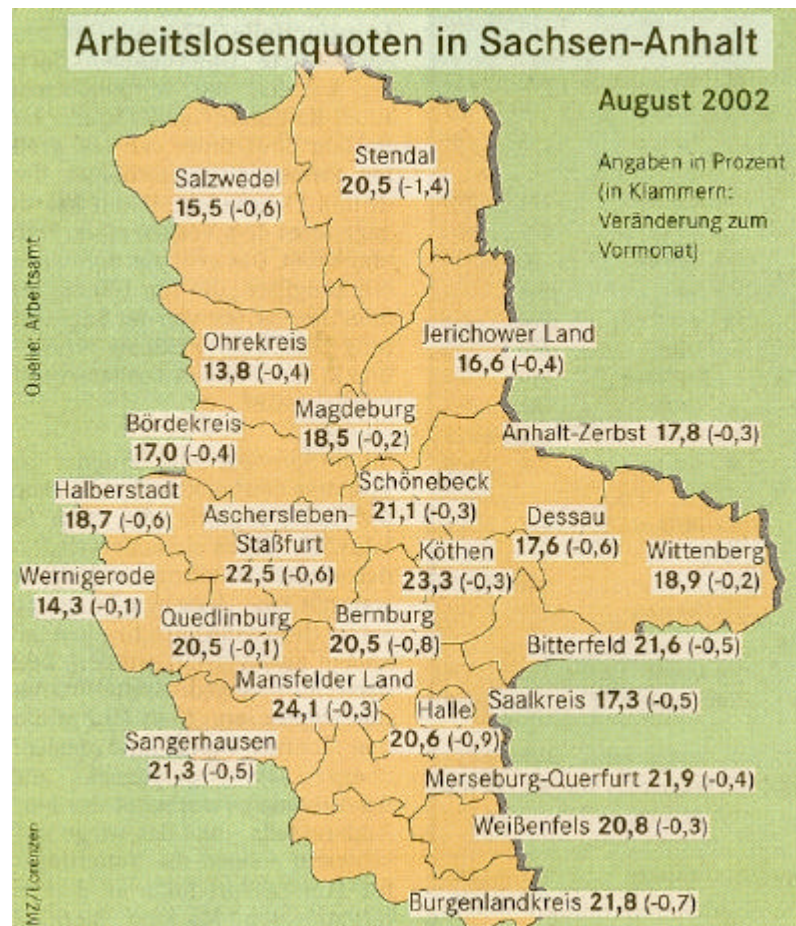 Arbeitslosenquoten in Sachsen-Anhalt
August 2002
Angaben in Prozent
(in Klammern:
Veränderung zum
Vormonat)
Stendal
20,5 (-1,4)
Salzwedel
15,5 (-0,6)
Quelle: Arbeitsamt
Ohrekreis
13,8 (-0,4)
Jerichower Land
16,6 (-0,4)
Magdeburg
18,5 (-0,2)
Bördekreis
17,0 (-0,4)
Anhalt-Zerbst 17,8 (-0,3)
Halberstadt
18,7 (-0,6)
Schönebeck
21,1 (-0,3)
Aschersleben-
Staßfurt
22,5 (-0,6)
Dessau
17,6 (-0,6)
Köthen
23,3 (-0,3)
Wittenberg
18,9 (-0,2)
Wernigerode
14,3 (-0,1)
Quedlinburg
20,5 (-0,1)
Bernburg
20,5 (-0,8)
Bitterfeld 21,6 (-0,5)
Mansfelder Land
24,1 (-0,3)
Saalkreis 17,3 (-0,5)
Halle
20,6 (-0,9)
Sangerhausen
21,3 (-0,5)
Merseburg-Querfurt 21,9 (-0,4)
Weißenfels 20,8 (-0,3)
Burgenlandkreis 21,8 (-0,7)
MZ/Lorenzen